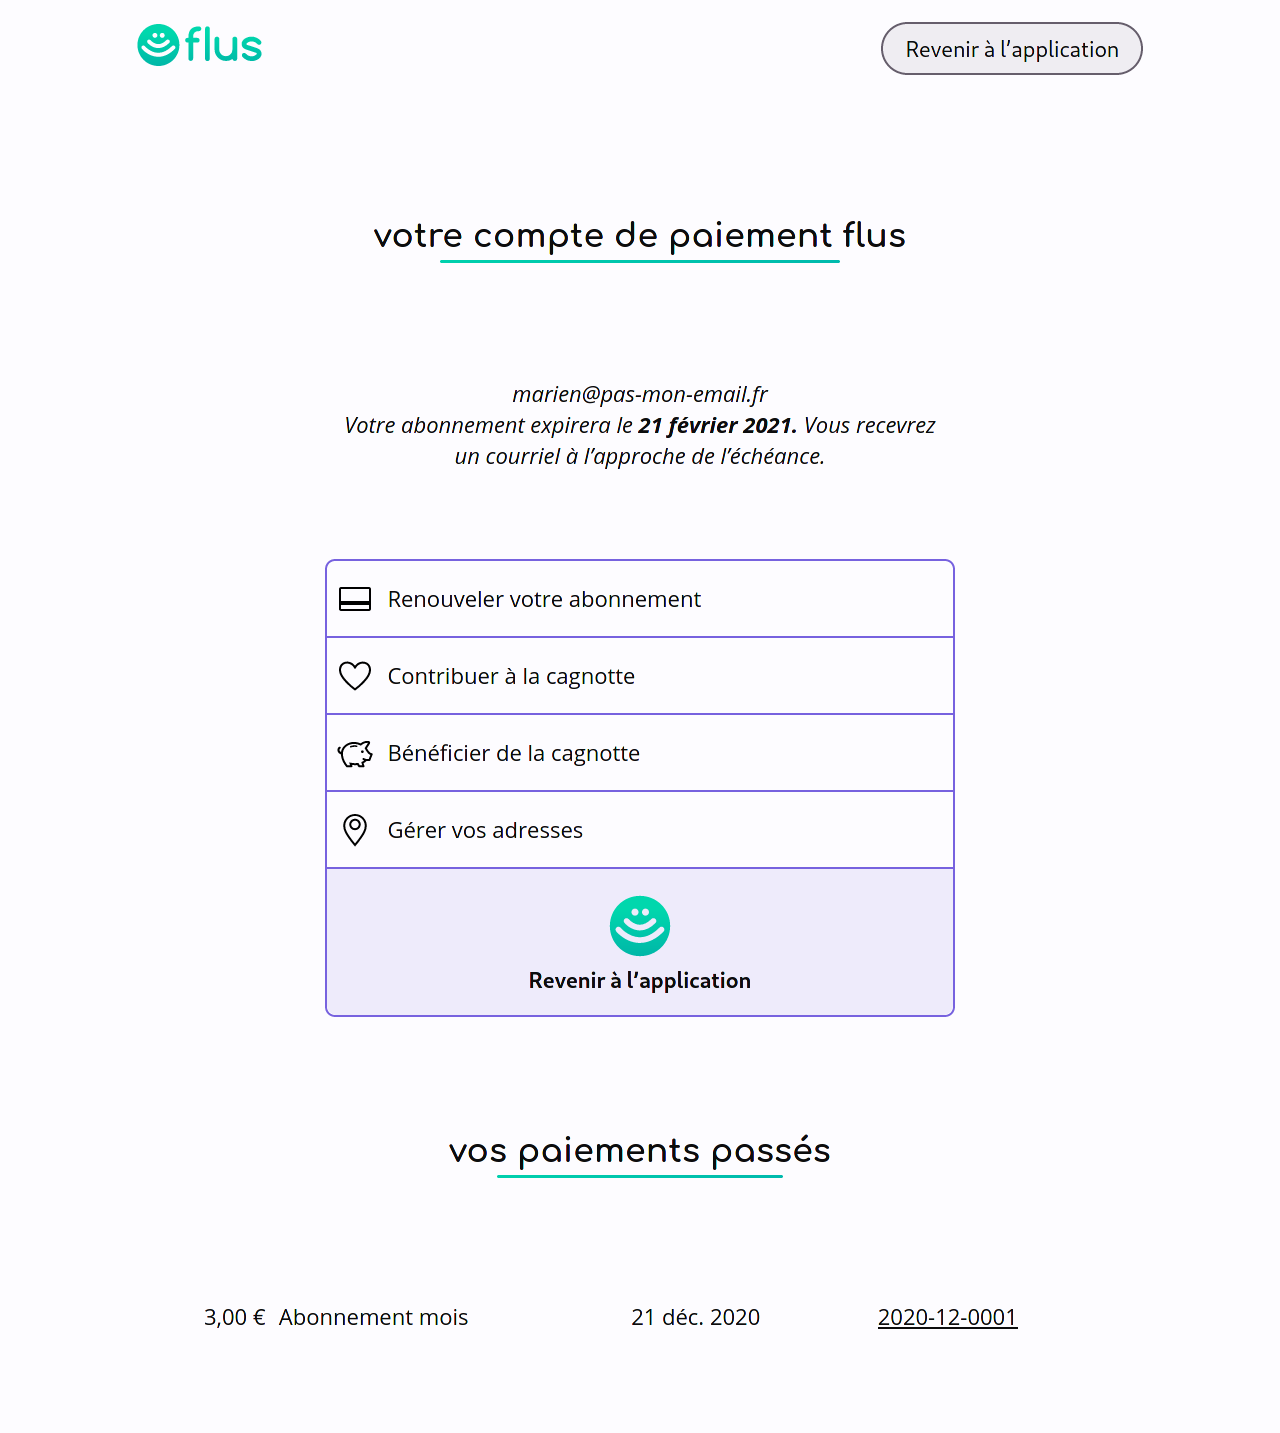 flus
Revenir à l’application
votre compte de paiement flus
marien@pas-mon-email.fr
Votre abonnement expirera le 21 février 2021. Vous recevrez
un courriel à l’approche de l’échéance.
Renouveler votre abonnement
Contribuer à la cagnotte
Bénéficier de la cagnotte
Gérer vos adresses
Revenir à l’application
vos paiements passés
3,00 € Abonnement mois 21 déc. 2020 2020-12-0001